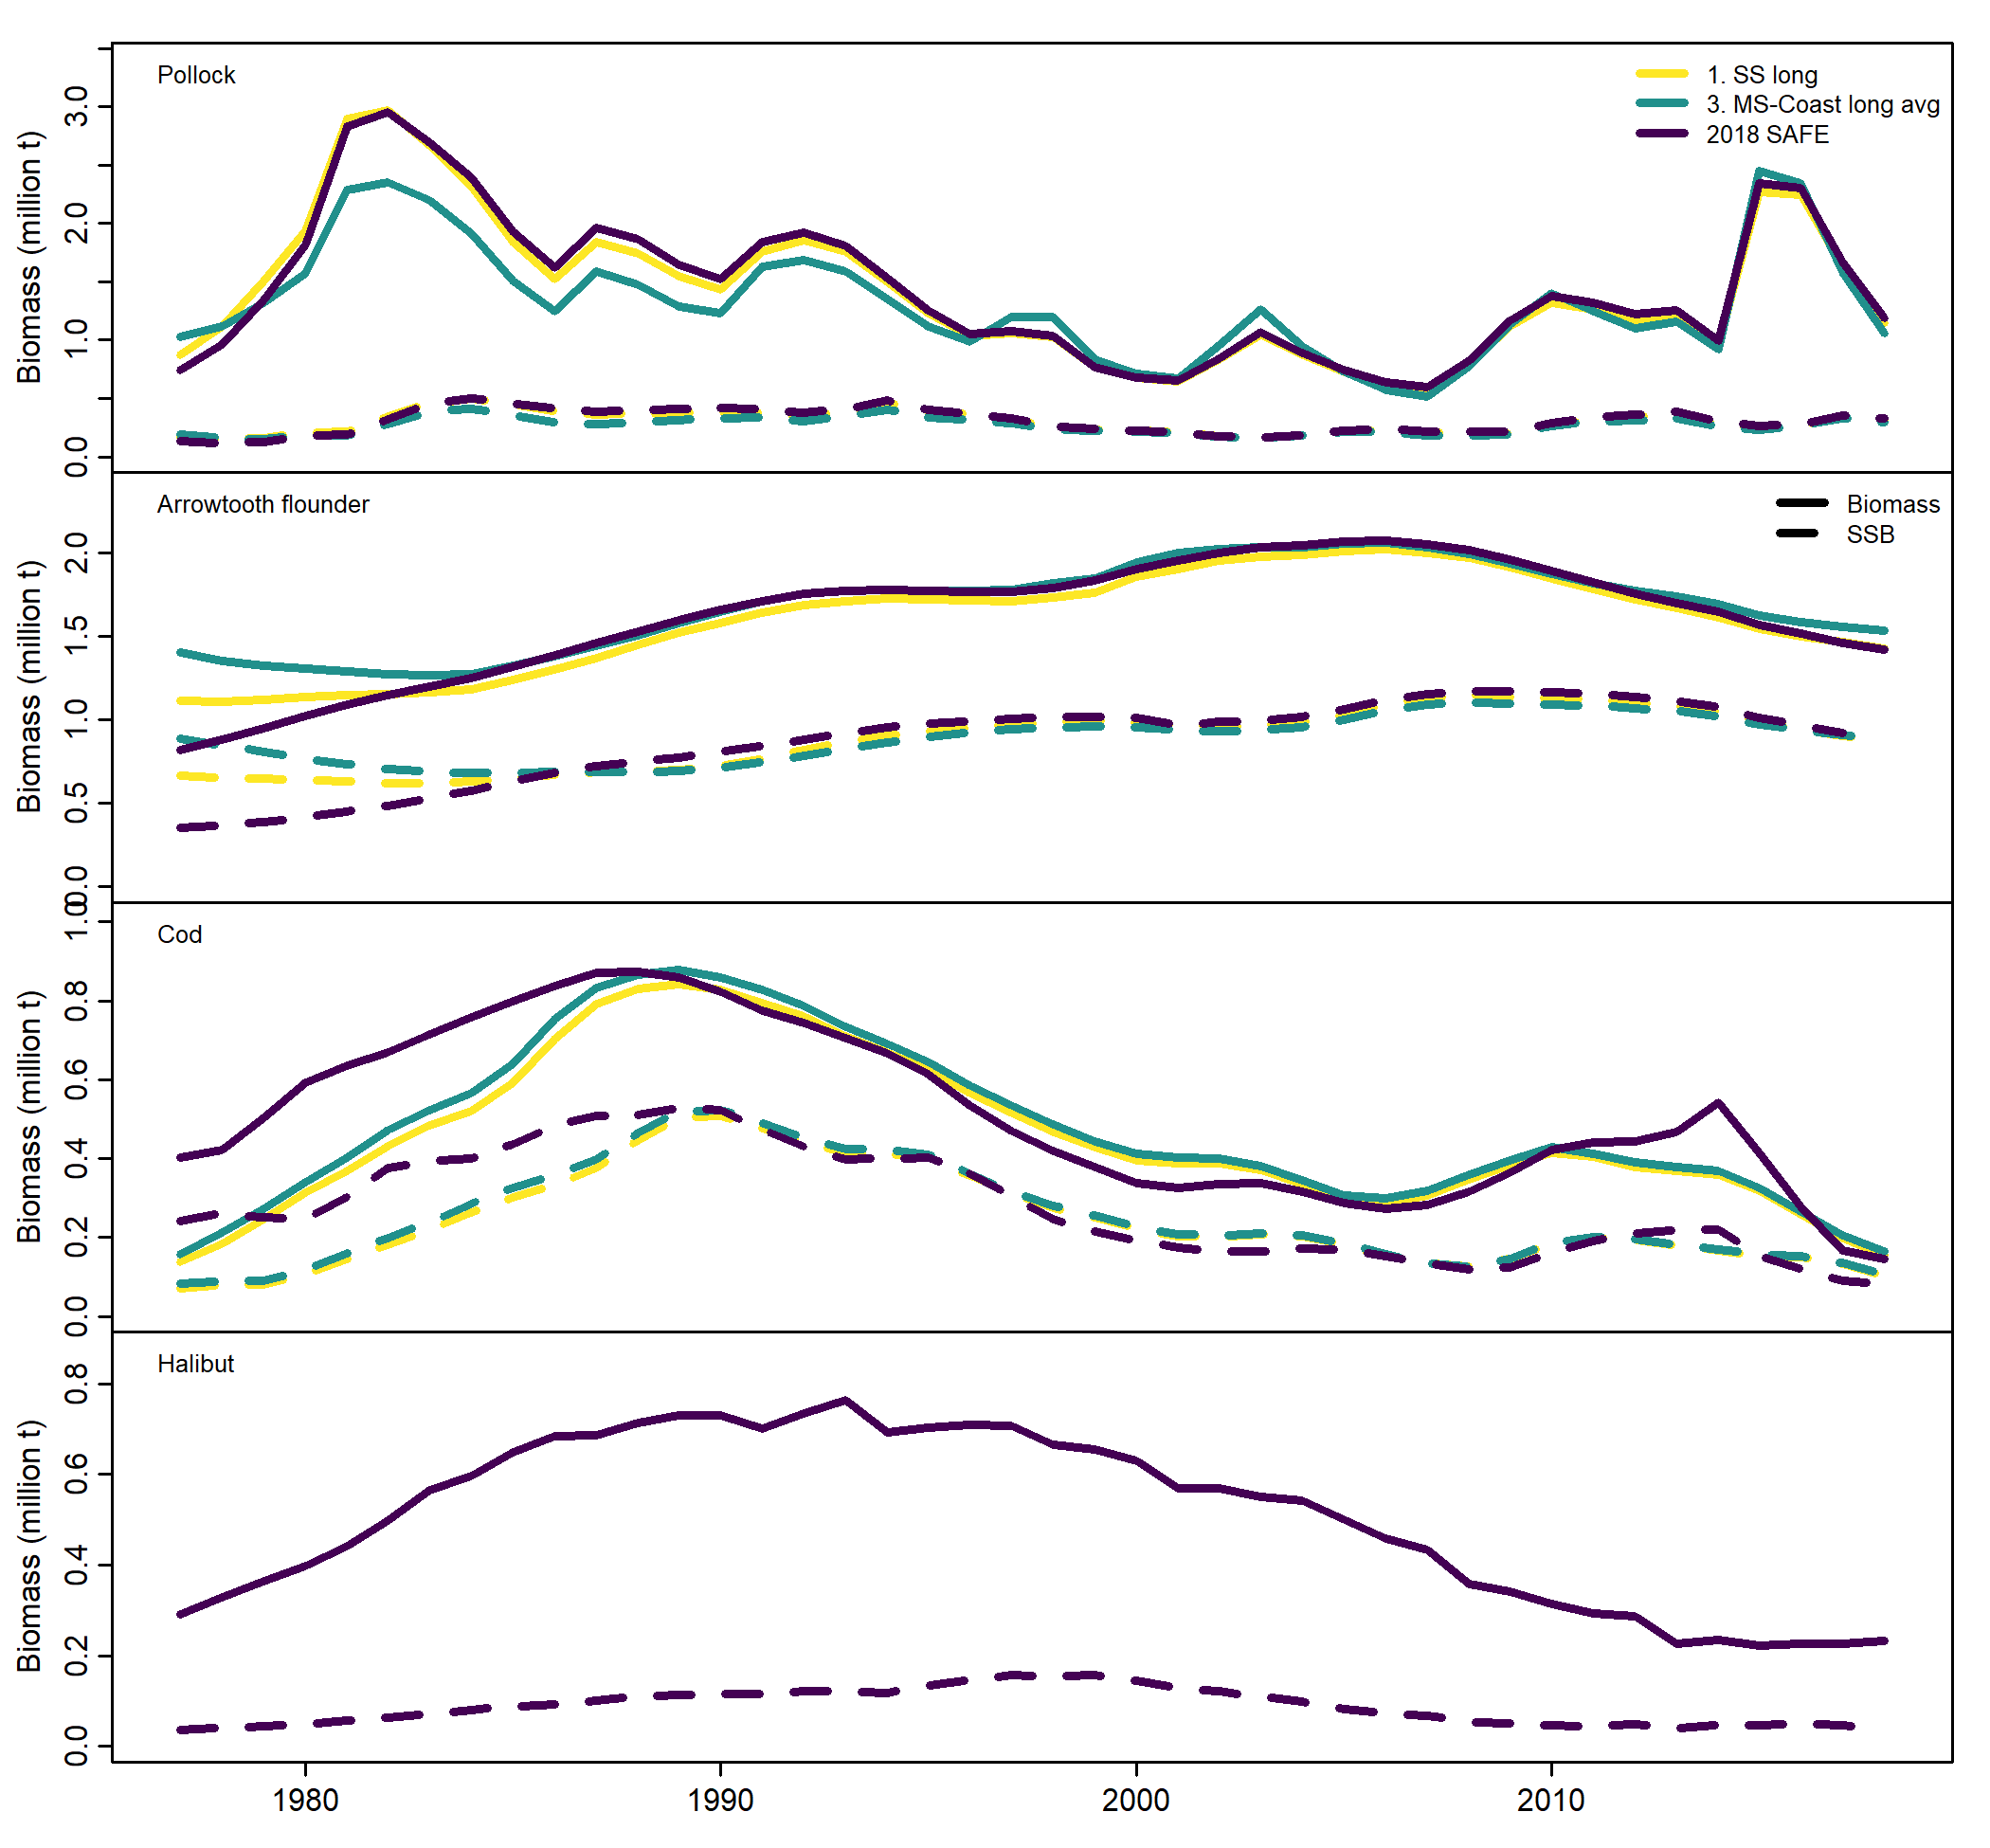 Pollock
1. SS long
3. MS-Coast long avg
2018 SAFE
Biomass (million t)
3.0
2.0
1.0
0.0
Arrowtooth flounder
Biomass
SSB
Biomass (million t)
2.0
1.5
1.0
0.5
0.0
Cod
Biomass (million t)
1.0
0.8
0.6
0.4
0.2
0.0
Halibut
Biomass (million t)
0.8
0.6
0.4
0.2
0.0
1980 1990 2000 2010